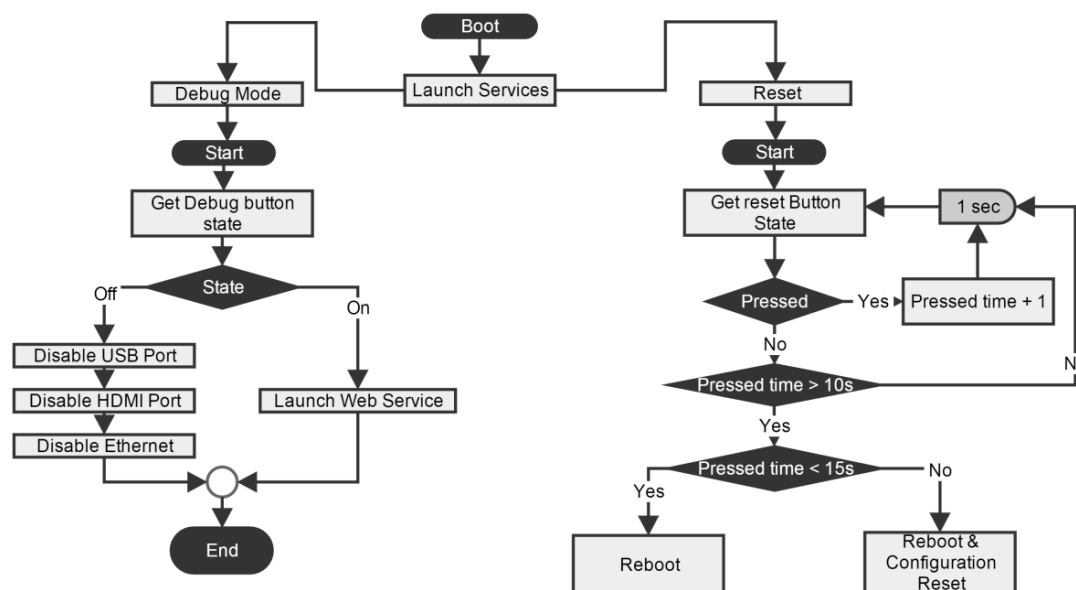 Boot
Launch Services
Debug Mode
Reset
Start
Start
Get Debug button
state
Get reset Button
State
1 sec
State
Pressed
Yes
Pressed time + 1
Off
On
No
Disable USB Port
N
Pressed time > 10s
Disable HDMI Port
Launch Web Service
Yes
Disable Ethernet
Pressed time < 15s
Yes
No
End
Reboot
Reboot &
Configuration
Reset